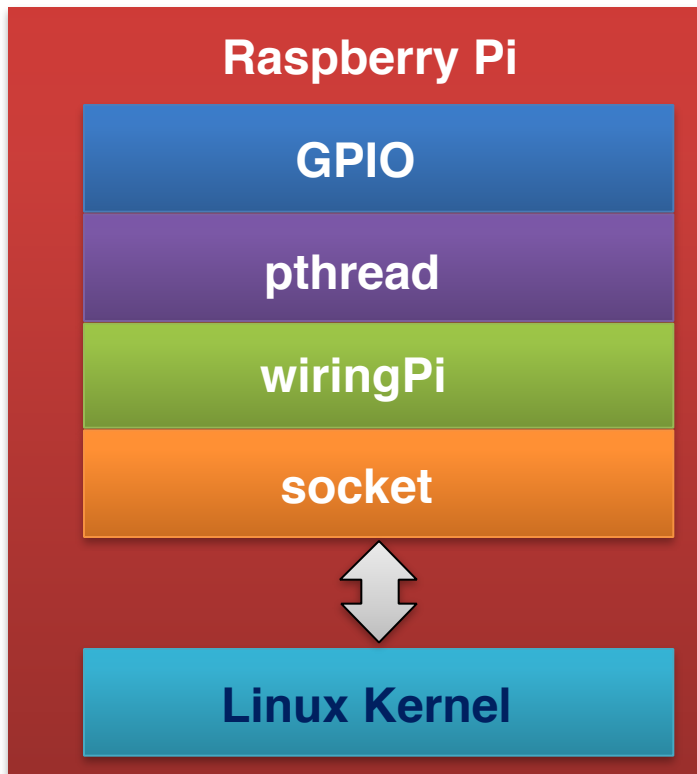 Raspberry Pi
GPIO
pthread
wiringPi
socket
Linux Kernel